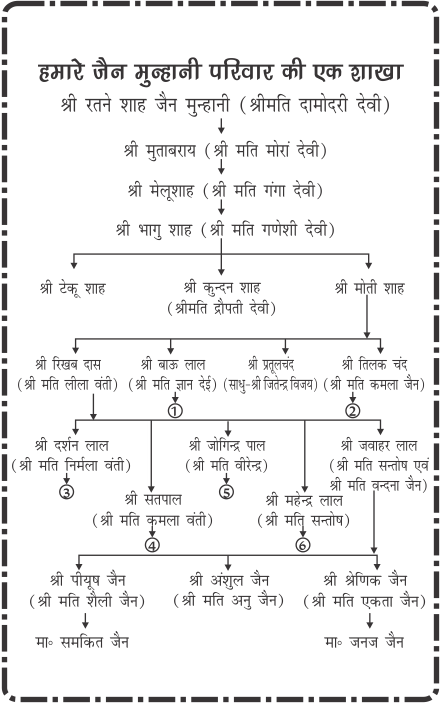 हमारे जैन मुन्हानी परिवार की एक शाखा
श्री रतने शाह जैन मुन्हानी (श्रीमति दामोदरी देवी)
श्री मुताबराय (श्री मति मोरां देवी)
श्री मेलूशाह (श्री मति गंगा देवी)
श्री भागु शाह (श्री मति गणेशी देवी)
श्री टेकू शाह
श्री कुन्दन शाह
(श्रीमति द्रौपती देवी)
श्री मोती शाह
श्री रिखब दास
(श्री मति लीला वंती)
श्री बाऊ लाल
(श्री मति ज्ञान देई)
1
श्री प्रतूलचंद
(साधु-श्री जितेन्द्र विजय)
श्री तिलक चंद
(श्री मति कमला जैन)
2
श्री दर्शन लाल
(श्री मति निर्मला वंती)
3
श्री सतपाल
(श्री मति कमला वंती)
4
श्री जोगिन्द्र पाल
(श्री मति वीरेन्द्र)
5
श्री महेन्द्र लाल
(श्री मति सन्तोष)
6
श्री जवाहर लाल
(श्री मति सन्तोष एवं
श्री मति वन्दना जैन)
श्री पीयूष जैन
(श्री मति शैली जैन)
मा॰ समकित जैन
श्री अंशुल जैन
(श्री मति अनु जैन)
श्री श्रेणिक जैन
(श्री मति एकता जैन)
मा॰ जनज जैन